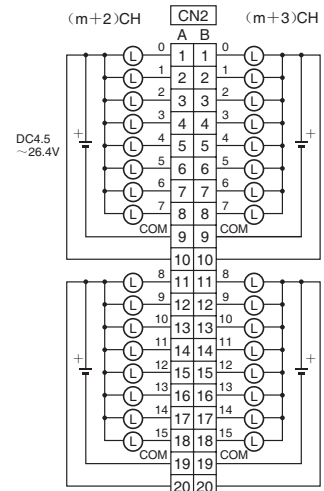 (m+2)CH CN2 (m+3)CH
A B
0 L 1 1 0 L
1 L 2 2 1 L
2 L 3 3 2 L
3 L 4 4 3 L
DC4.5 + 4 L 5 5 4 L +
～26.4V 5 L 6 6 5 L
6 L 7 7 6 L
7 L 8 8 7 L
COM 9 9 COM
10 10
8 L 11 11 8 L
9 L 12 12 9 L
10 L 13 13 10 L
11 L 14 14 11 L
+ 12 L 15 15 12 L +
13 L 16 16 13 L
14 L 17 17 14 L
15 L 18 18 15 L
COM 19 19 COM
20 20